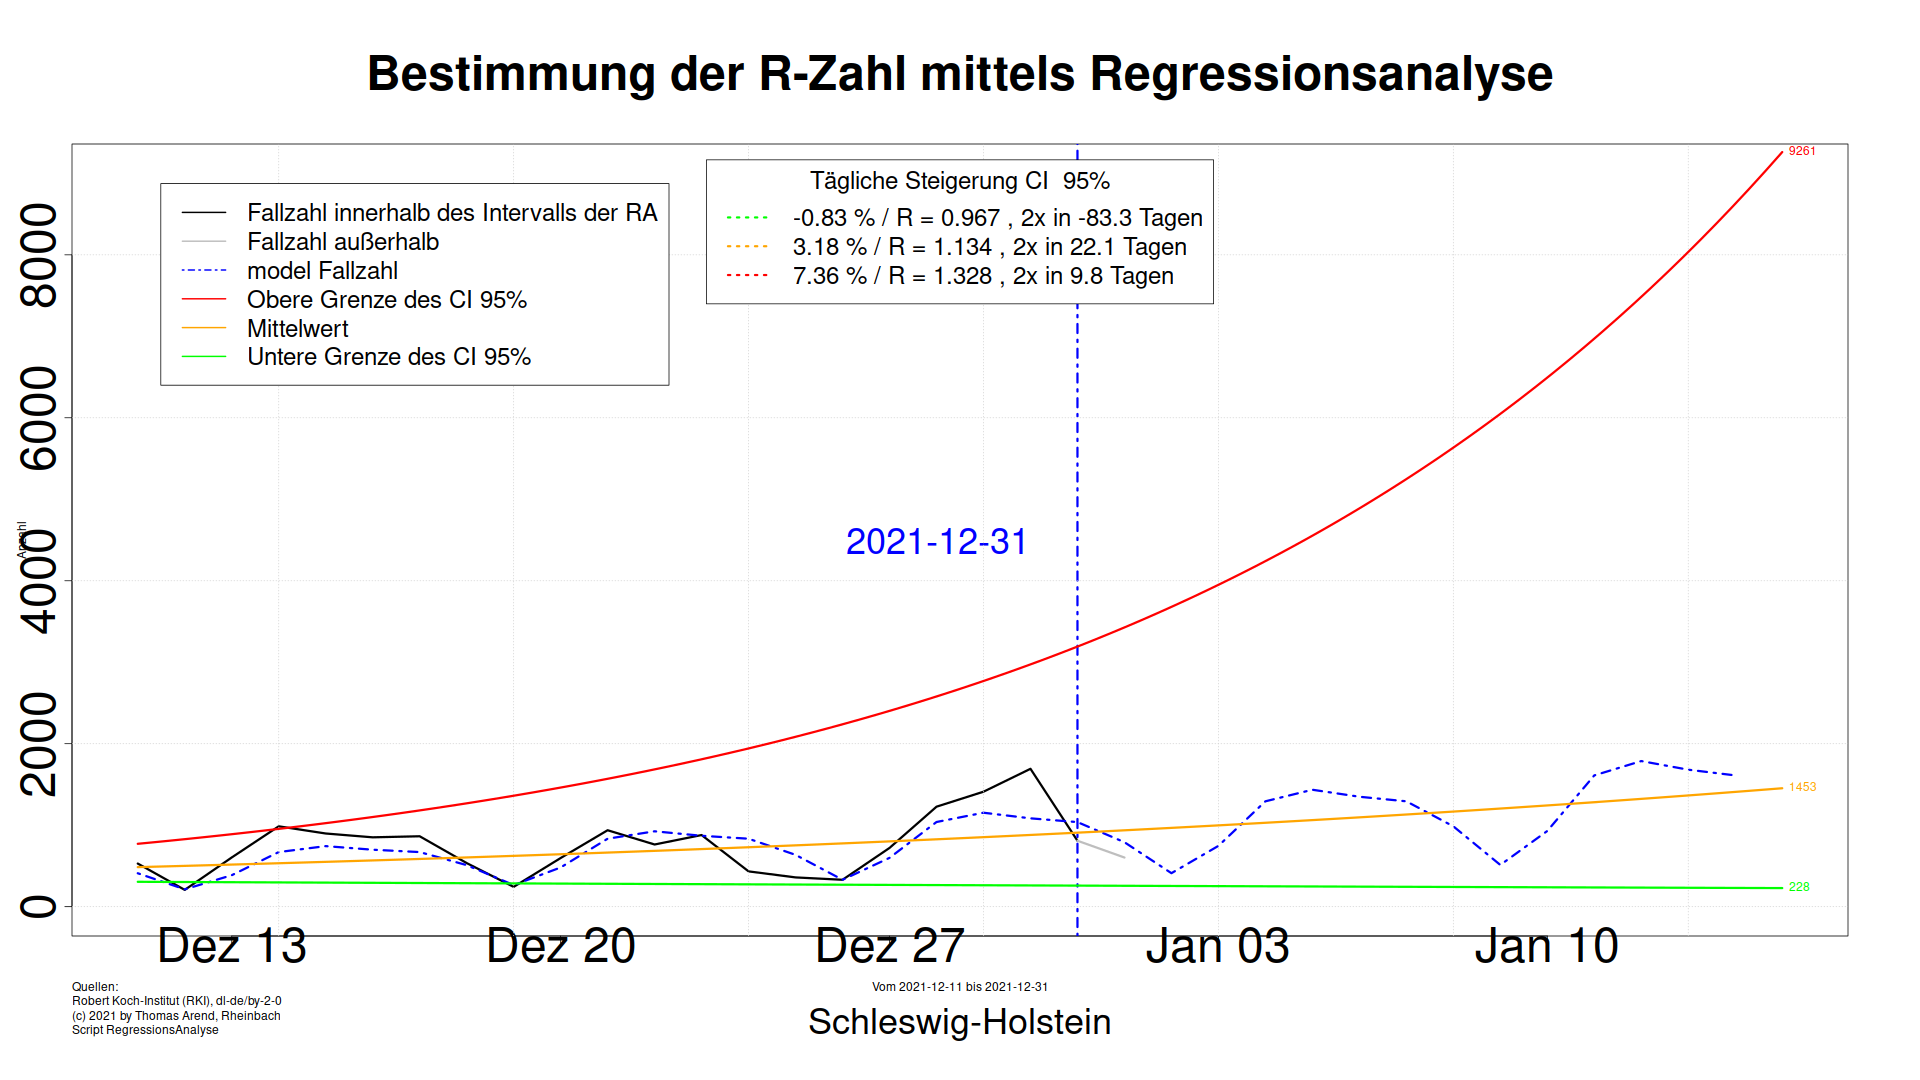 Bestimmung der R-Zahl mittels Regressionsanalyse
Fallzahl innerhalb des Intervalls der RA
Fallzahl außerhalb
model Fallzahl
Obere Grenze des CI 95%
Mittelwert
Untere Grenze des CI 95%
Tägliche Steigerung CI  95%
-0.83 % / R = 0.967 , 2x in -83.3 Tagen
3.18 % / R = 1.134 , 2x in 22.1 Tagen
7.36 % / R = 1.328 , 2x in 9.8 Tagen
9261
8000
6000
Anzahl
4000
2000
0
2021-12-31
1453
228
Dez 13
Dez 20
Dez 27
Jan 03
Jan 10
Quellen:
Robert Koch-Institut (RKI), dl-de/by-2-0
(c) 2021 by Thomas Arend, Rheinbach
Script RegressionsAnalyse
Vom 2021-12-11 bis 2021-12-31
Schleswig-Holstein